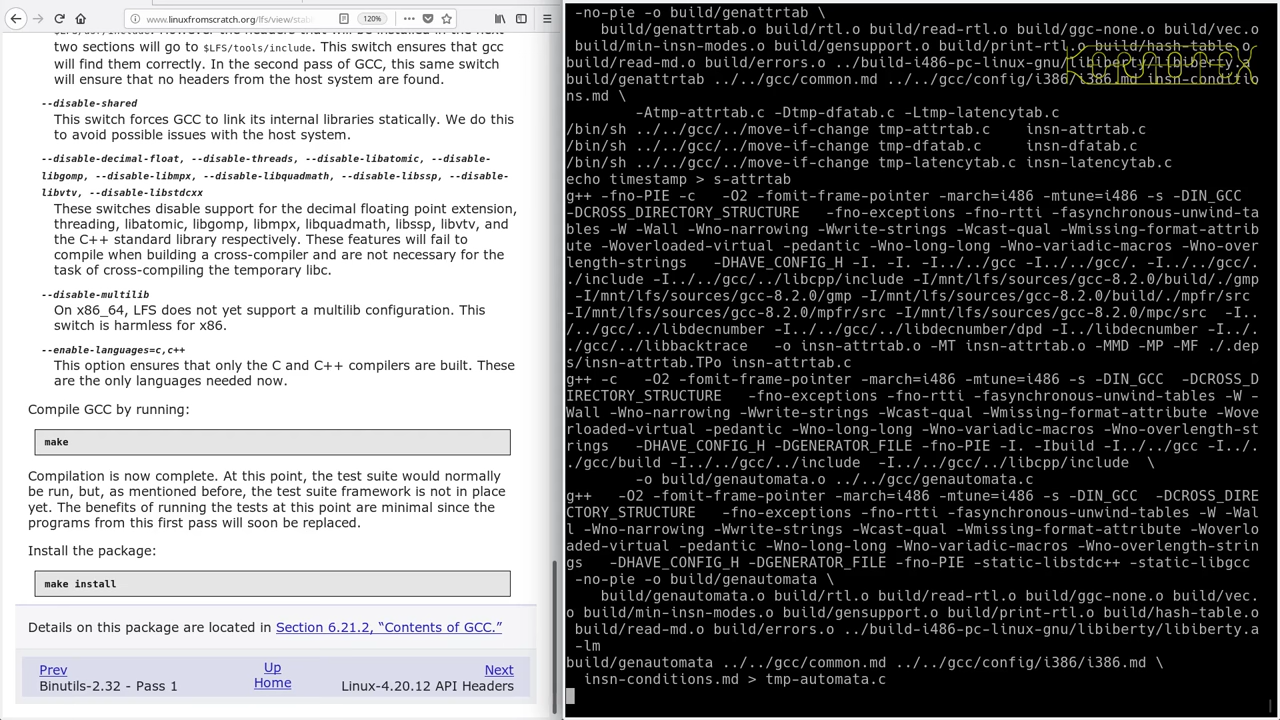 www.linuxfromscratch.org/lfs/view/stab
120%
two sections will go to $LFS/tools/include. This switch ensures that gcc
will find them correctly. In the second pass of GCC, this same switch
will ensure that no headers from the host system are found.
--disable-shared
This switch forces GCC to link its internal libraries statically. We do this
to avoid possible issues with the host system.
--disable-decimal-float, --disable-threads, --disable-libatomic, --disable-
libgomp, --disable-libmpx, --disable-libquadmath, --disable-libssp, --disable-
libvtv, --disable-libstdcxx
These switches disable support for the decimal floating point extension,
threading, libatomic, libgomp, libmpx, libquadmath, libssp, libvtv, and
the C++ standard library respectively. These features will fail to
compile when building a cross-compiler and are not necessary for the
task of cross-compiling the temporary libc.
--disable-multilib
On x86_64, LFS does not yet support a multilib configuration. This
switch is harmless for x86.
--enable-languages=c,c++
This option ensures that only the C and C++ compilers are built. These
are the only languages needed now.
Compile GCC by running:
make
Compilation is now complete. At this point, the test suite would normally
be run, but, as mentioned before, the test suite framework is not in place
yet. The benefits of running the tests at this point are minimal since the
programs from this first pass will soon be replaced.
Install the package:
make install
Details on this package are located in Section 6.21.2, “Contents of GCC.”
Prev Up Next
Binutils-2.32 - Pass 1 Home Linux-4.20.12 API Headers
-no-pie -o build/genattrtab \
build/genattrtab.o build/rtl.o build/read-rtl.o build/ggc-none.o build/vec.o
build/min-insn-modes.o build/gensupport.o build/print-rtl.o build/hash-table.
build/read-md.o build/errors.o ../build-i486-pc-linux-gnu/libiberty/libiberty.a
build/genattrtab ../../gcc/common.md ../../gcc/config/i386/i386.md insn-conditio
ns.md \
-Atmp-attrtab.c -Dtmp-dfatab.c -Ltmp-latencytab.c
/bin/sh ../../gcc/../move-if-change tmp-attrtab.c insn-attrtab.c
/bin/sh ../../gcc/../move-if-change tmp-dfatab.c insn-dfatab.c
/bin/sh ../../gcc/../move-if-change tmp-latencytab.c insn-latencytab.c
echo timestamp > s-attrtab
g++ -fno-PIE -c -O2 -fomit-frame-pointer -march=i486 -mtune=i486 -s -DIN_GCC
-DCROSS_DIRECTORY_STRUCTURE -fno-exceptions -fno-rtti -fasynchronous-unwind-ta
bles -W -Wall -Wno-narrowing -Wwrite-strings -Wcast-qual -Wmissing-format-attrib
ute -Woverloaded-virtual -pedantic -Wno-long-long -Wno-variadic-macros -Wno-over
length-strings -DHAVE_CONFIG_H -I. -I. -I../../gcc -I../../gcc/. -I../../gcc/.
./include -I../../gcc/../libcpp/include -I/mnt/lfs/sources/gcc-8.2.0/build/./gmp
-I/mnt/lfs/sources/gcc-8.2.0/gmp -I/mnt/lfs/sources/gcc-8.2.0/build/./mpfr/src
-I/mnt/lfs/sources/gcc-8.2.0/mpfr/src -I/mnt/lfs/sources/gcc-8.2.0/mpc/src -I..
/../gcc/../libdecnumber -I../../gcc/../libdecnumber/dpd -I../libdecnumber -I../.
./gcc/../libbacktrace -o insn-attrtab.o -MT insn-attrtab.o -MMD -MP -MF ./.dep
s/insn-attrtab.TPo insn-attrtab.c
g++ -c -O2 -fomit-frame-pointer -march=i486 -mtune=i486 -s -DIN_GCC -DCROSS_D
IRECTORY_STRUCTURE -fno-exceptions -fno-rtti -fasynchronous-unwind-tables -W -
Wall -Wno-narrowing -Wwrite-strings -Wcast-qual -Wmissing-format-attribute -Wove
rloaded-virtual -pedantic -Wno-long-long -Wno-variadic-macros -Wno-overlength-st
rings -DHAVE_CONFIG_H -DGENERATOR_FILE -fno-PIE -I. -Ibuild -I../../gcc -I../.
./gcc/build -I../../gcc/../include -I../../gcc/../libcpp/include \
-o build/genautomata.o ../../gcc/genautomata.c
g++ -O2 -fomit-frame-pointer -march=i486 -mtune=i486 -s -DIN_GCC -DCROSS_DIRE
CTORY_STRUCTURE -fno-exceptions -fno-rtti -fasynchronous-unwind-tables -W -Wal
l -Wno-narrowing -Wwrite-strings -Wcast-qual -Wmissing-format-attribute -Woverlo
aded-virtual -pedantic -Wno-long-long -Wno-variadic-macros -Wno-overlength-strin
gs -DHAVE_CONFIG_H -DGENERATOR_FILE -fno-PIE -static-libstdc++ -static-libgcc
-no-pie -o build/genautomata \
build/genautomata.o build/rtl.o build/read-rtl.o build/ggc-none.o build/vec.
o build/min-insn-modes.o build/gensupport.o build/print-rtl.o build/hash-table.o
build/read-md.o build/errors.o ../build-i486-pc-linux-gnu/libiberty/libiberty.a
-lm
build/genautomata ../../gcc/common.md ../../gcc/config/i386/i386.md \
insn-conditions.md > tmp-automata.c